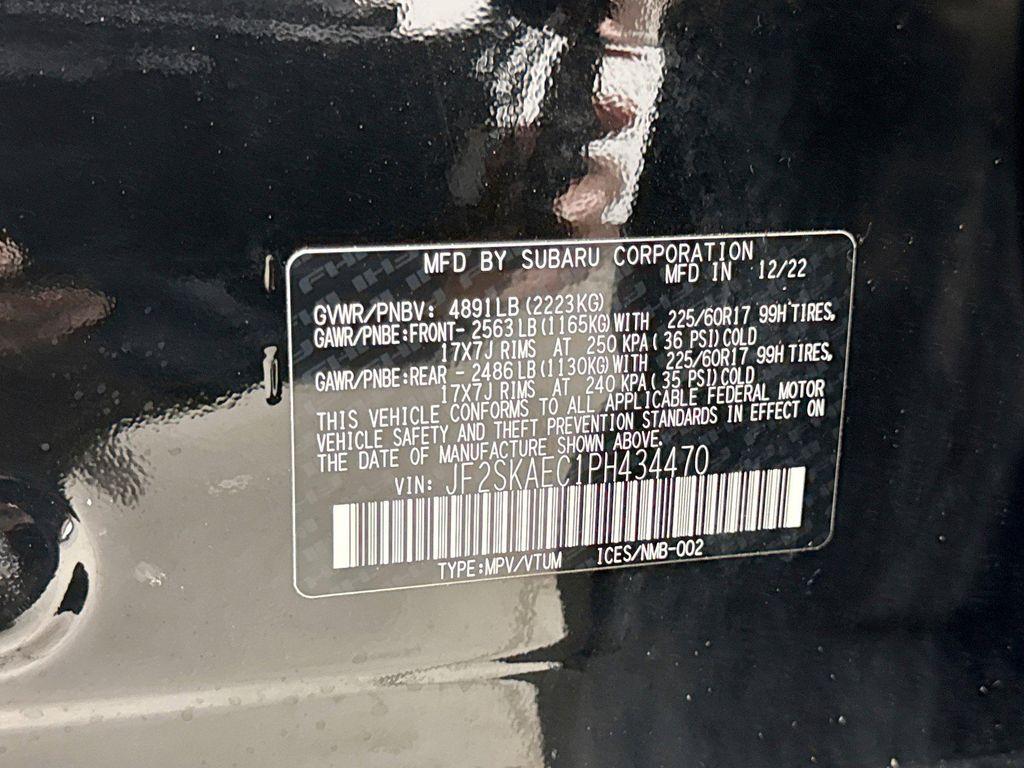 MFD BY SUBARU CORPORATION
MFD IN 12/22
GVWR/PNBV: 4891LB (2223KG)
GAWR/PNBE:FRONT- 2563LB (1165KG) WITH 225/60R17 99H TIRES,
17X7J RIMS AT 250 KPA( 36 PSI) COLD
GAWR/PNBE:REAR - 2486LB (1130KG) WITH 225/60R17 99H TIRES,
17X7J RIMS AT 240 KPA( 35 PSI) COLD
THIS VEHICLE CONFORMS TO ALL APPLICABLE FEDERAL MOTOR
VEHICLE SAFETY AND THEFT PREVENTION STANDARDS IN EFFECT ON
THE DATE OF MANUFACTURE SHOWN ABOVE.
VIN: JF2SKAEC1PH434470
TYPE:MPV/VTUM ICES/NMB-002